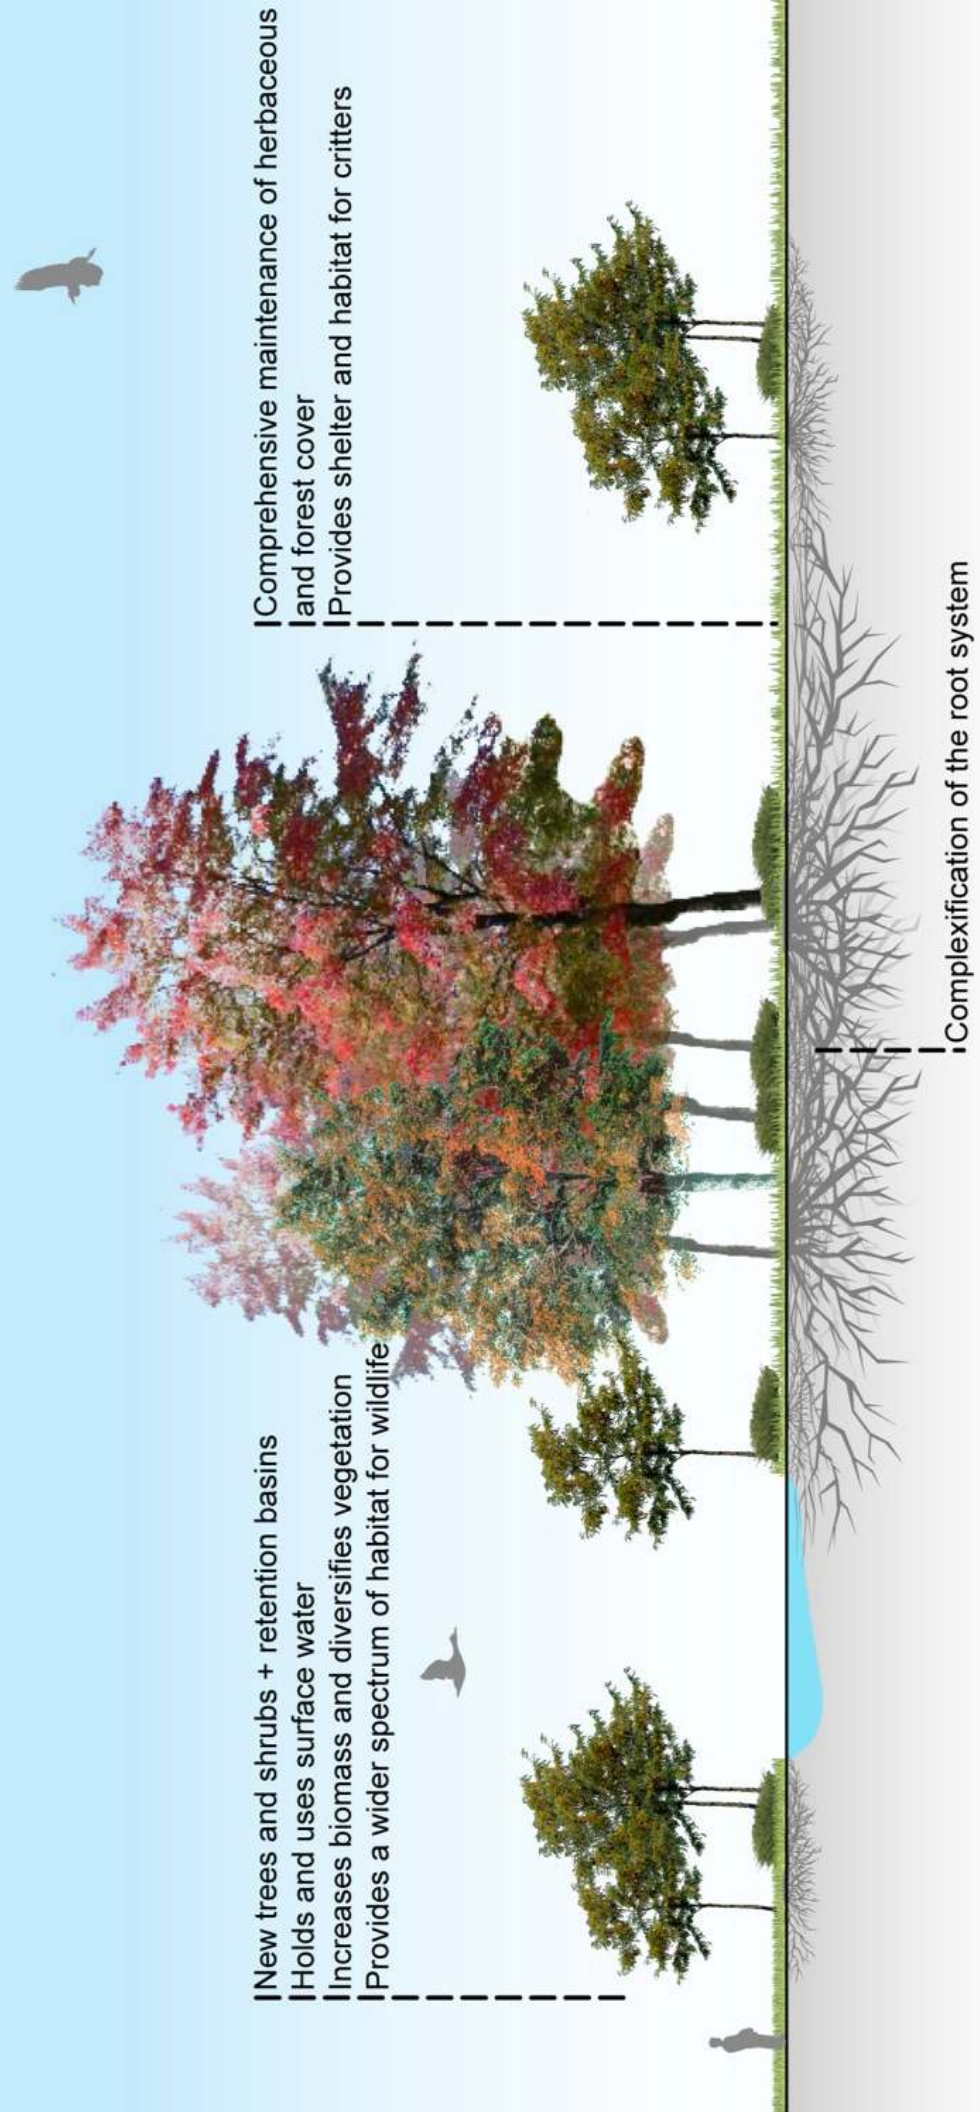 New trees and shrubs + retention basins
Holds and uses surface water
Increases biomass and diversifies vegetation
Provides a wider spectrum of habitat for wildlife
Comprehensive maintenance of herbaceous
and forest cover
Provides shelter and habitat for critters
Complexification of the root system